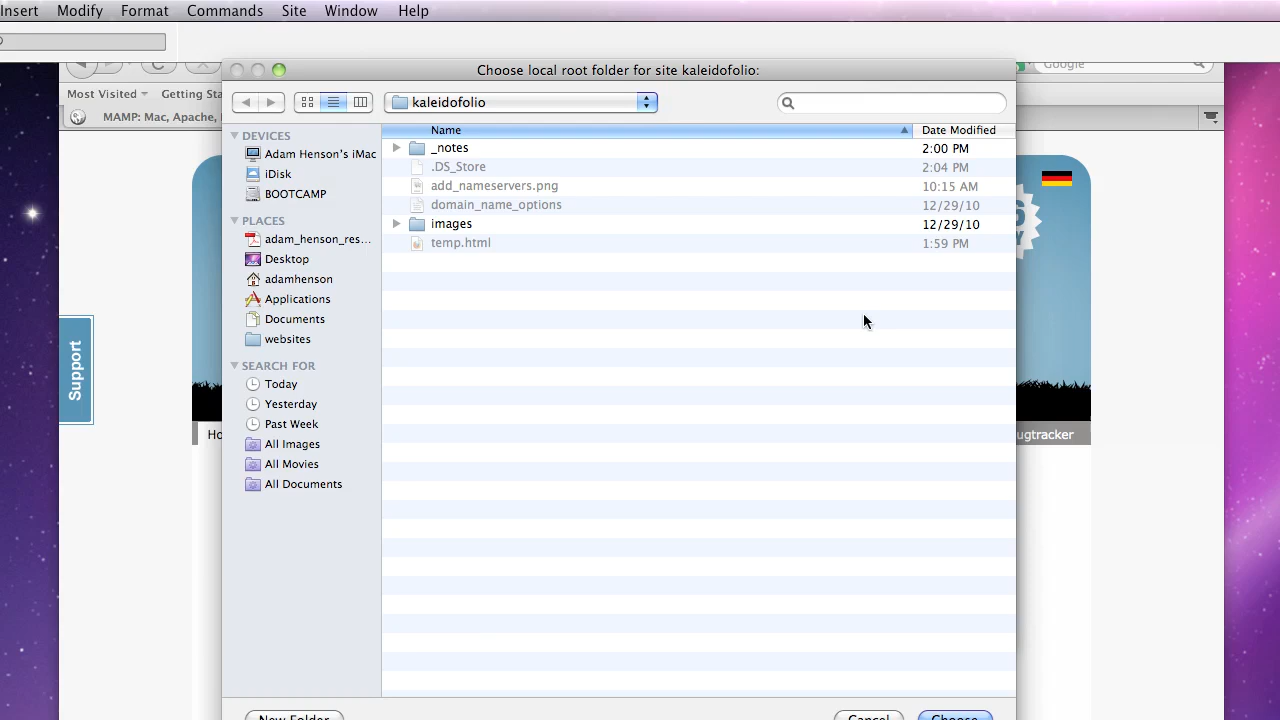 Insert Modify Format Commands Site Window Help
Choose local root folder for site kaleidofolio:
Google
Most Visited Getting Sta
kaleidofolio
MAMP: Mac, Apache,
Name Date Modified
DEVICES
Adam Henson's iMac
iDisk
BOOTCAMP
PLACES
adam_henson_res...
Desktop
adamhenson
Applications
Documents
websites
SEARCH FOR
Today
Yesterday
Past Week
All Images
All Movies
All Documents
_notes 2:00 PM
.DS_Store 2:04 PM
add_nameservers.png 10:15 AM
domain_name_options 12/29/10
images 12/29/10
temp.html 1:59 PM
Support
Ho
ugtracker
New Folder Cancel Choose